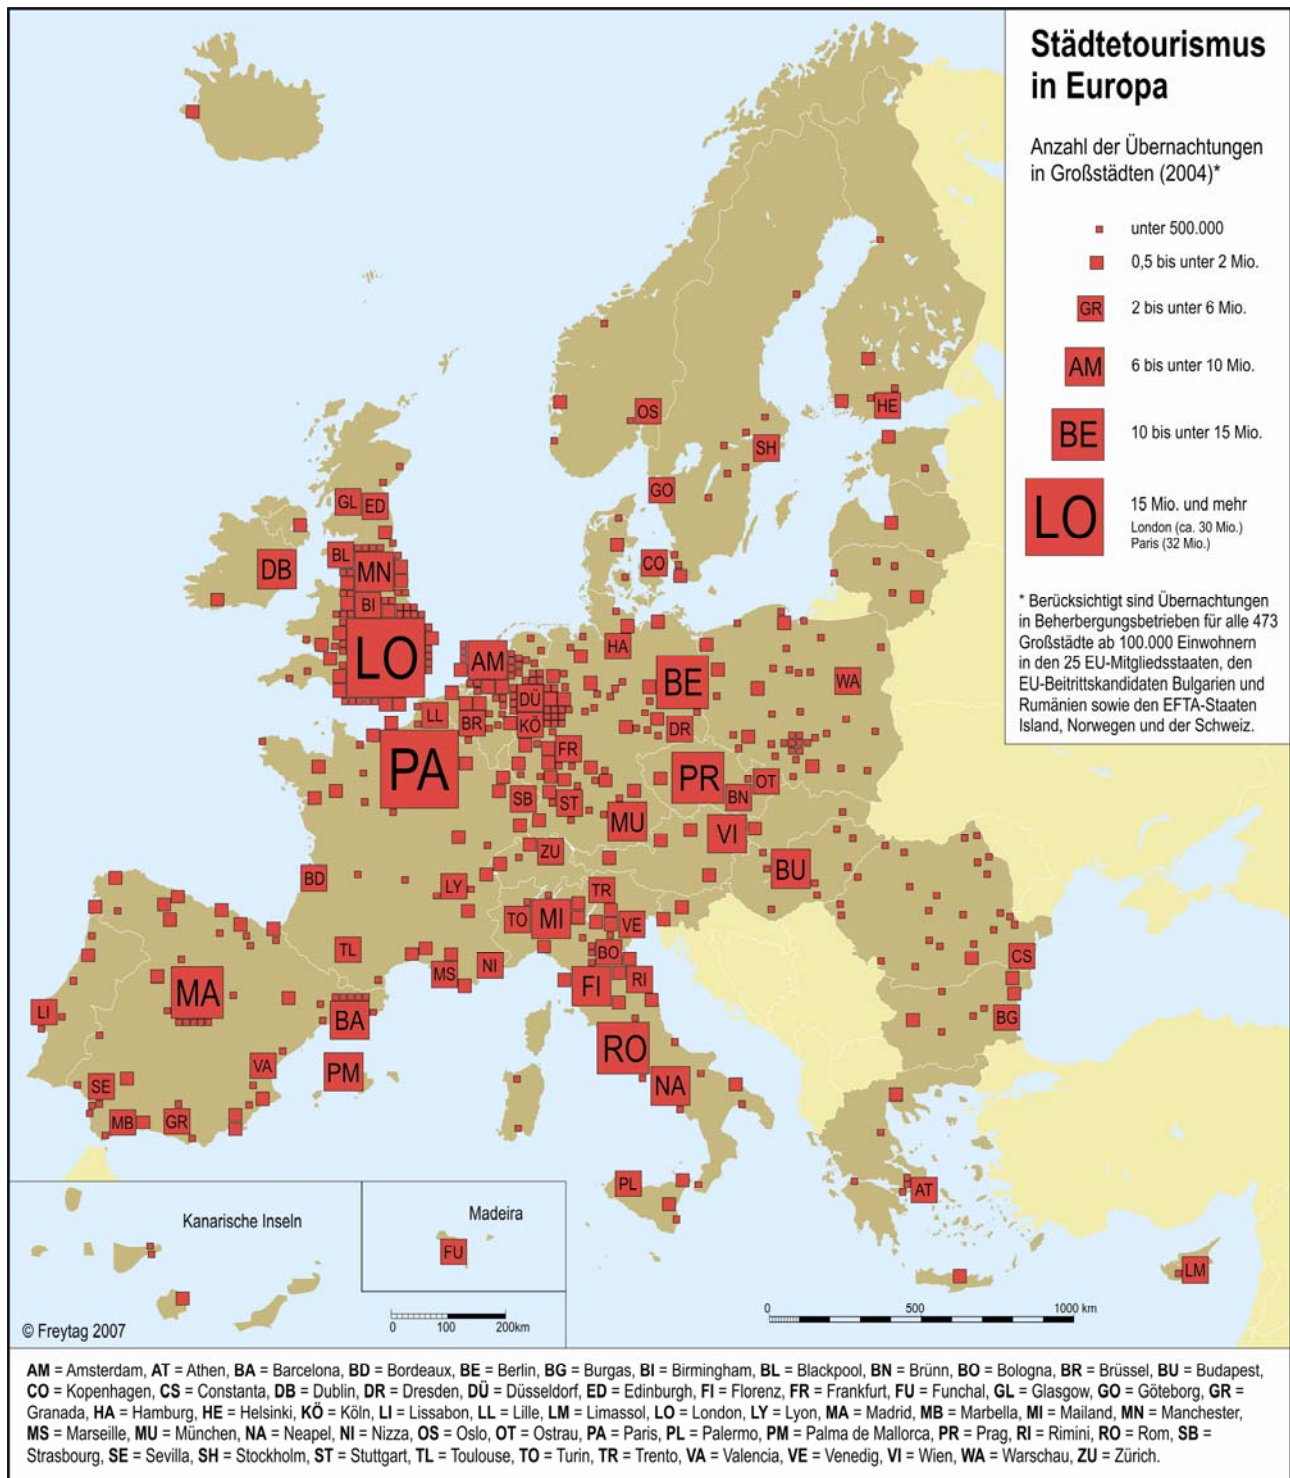 Städtetourismus
in Europa
Anzahl der Übernachtungen
in Großstädten (2004)*
unter 500.000
0,5 bis unter 2 Mio.
GR 2 bis unter 6 Mio.
AM 6 bis unter 10 Mio.
BE 10 bis unter 15 Mio.
LO 15 Mio. und mehr
London (ca. 30 Mio.)
Paris (32 Mio.)
* Berücksichtigt sind Übernachtungen
in Beherbergungsbetrieben für alle 473
Großstädte ab 100.000 Einwohnern
in den 25 EU-Mitgliedsstaaten, den
EU-Beitrittskandidaten Bulgarien und
Rumänien sowie den EFTA-Staaten
Island, Norwegen und der Schweiz.
OS
HE
SH
GO
GL
ED
BL
DB
MN
CO
BI
HA
LO
AM
BE
WA
DÜ
LL
BR
KÖ
DR
FR
PA
PR
OT
SB
ST
BN
MU
VI
ZU
BU
BD
LY
TR
TO
MI
VE
TL
BO
CS
MS
NI
FI
RI
MA
LI
BA
BG
RO
VA
PM
SE
NA
MB
GR
PL
AT
LM
Kanarische Inseln
Madeira
FU
0 100 200km
0 500 1000 km
© Freytag 2007
AM = Amsterdam, AT = Athen, BA = Barcelona, BD = Bordeaux, BE = Berlin, BG = Burgas, BI = Birmingham, BL = Blackpool, BN = Brünn, BO = Bologna, BR = Brüssel, BU = Budapest,
CO = Kopenhagen, CS = Constanta, DB = Dublin, DR = Dresden, DÜ = Düsseldorf, ED = Edinburgh, FI = Florenz, FR = Frankfurt, FU = Funchal, GL = Glasgow, GO = Göteborg, GR =
Granada, HA = Hamburg, HE = Helsinki, KÖ = Köln, LI = Lissabon, LL = Lille, LM = Limassol, LO = London, LY = Lyon, MA = Madrid, MB = Marbella, MI = Mailand, MN = Manchester,
MS = Marseille, MU = München, NA = Neapel, NI = Nizza, OS = Oslo, OT = Ostrau, PA = Paris, PL = Palermo, PM = Palma de Mallorca, PR = Prag, RI = Rimini, RO = Rom, SB =
Strasbourg, SE = Sevilla, SH = Stockholm, ST = Stuttgart, TL = Toulouse, TO = Turin, TR = Trento, VA = Valencia, VE = Venedig, VI = Wien, WA = Warschau, ZU = Zürich.